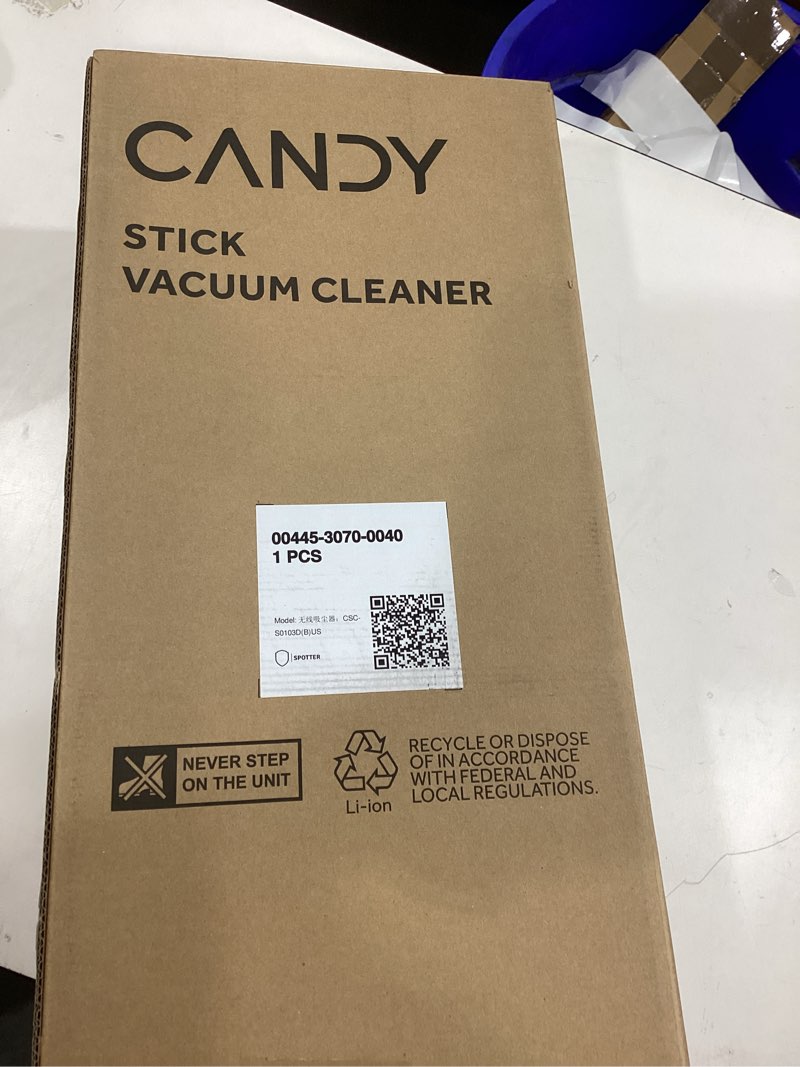 CANDY
STICK
VACUUM CLEANER
00445-3070-0040
1 PCS
Model: 无线吸尘器；CSC-
S0103D(B)US
SPOTTER
NEVER STEP
ON THE UNIT
Li-ion
RECYCLE OR DISPOSE
OF IN ACCORDANCE
WITH FEDERAL AND
LOCAL REGULATIONS.